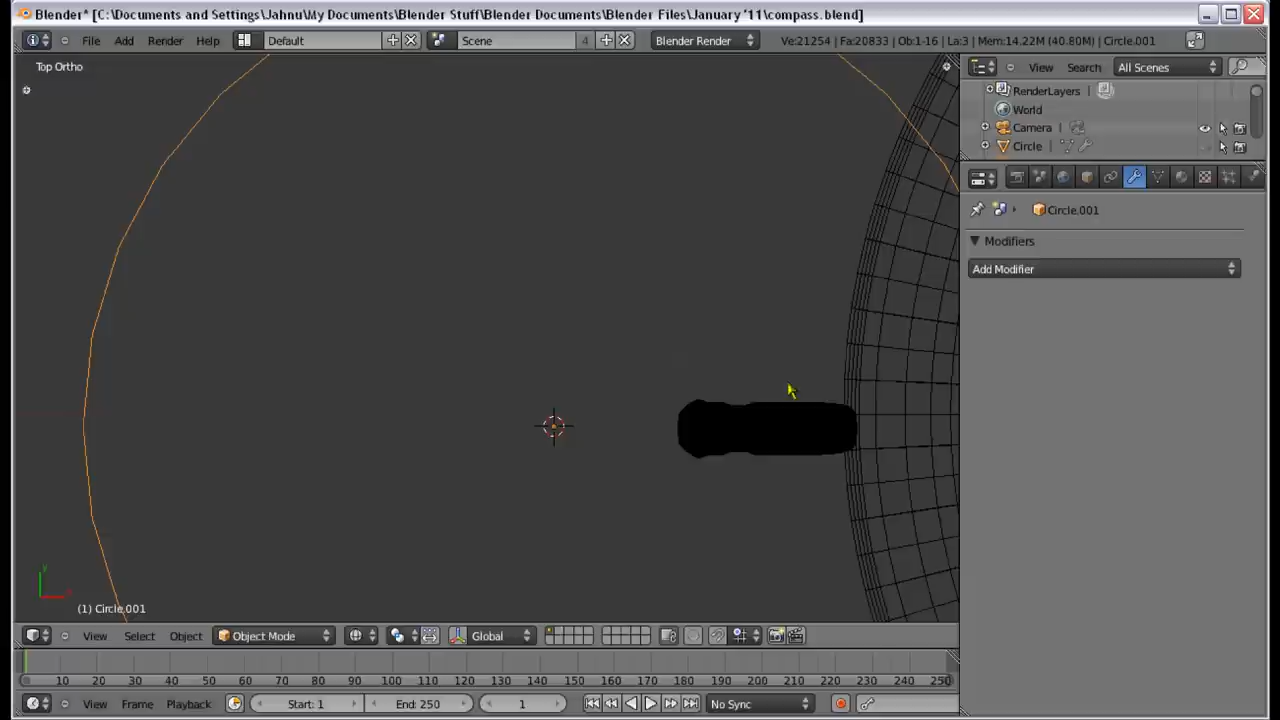 Blender* [C:\Documents and Settings\Jahnu\My Documents\Blender Stuff\Blender Documents\Blender Files\January '11\compass.blend]
File Add Render Help Default Scene 4 Blender Render Ve:21254 | Fa:20833 | Ob:1-16 | La:3 | Mem:14.22M (40.80M) | Circle.001
Top Ortho
View Search All Scenes
RenderLayers
World
Camera
Circle
Circle.001
Modifiers
Add Modifier
y
(1) Circle.001
View Select Object Object Mode Global
10 20 30 40 50 60 70 80 90 100 110 120 130 140 150 160 170 180 190 200 210 220 230 240 250
View Frame Playback Start: 1 End: 250 1 No Sync